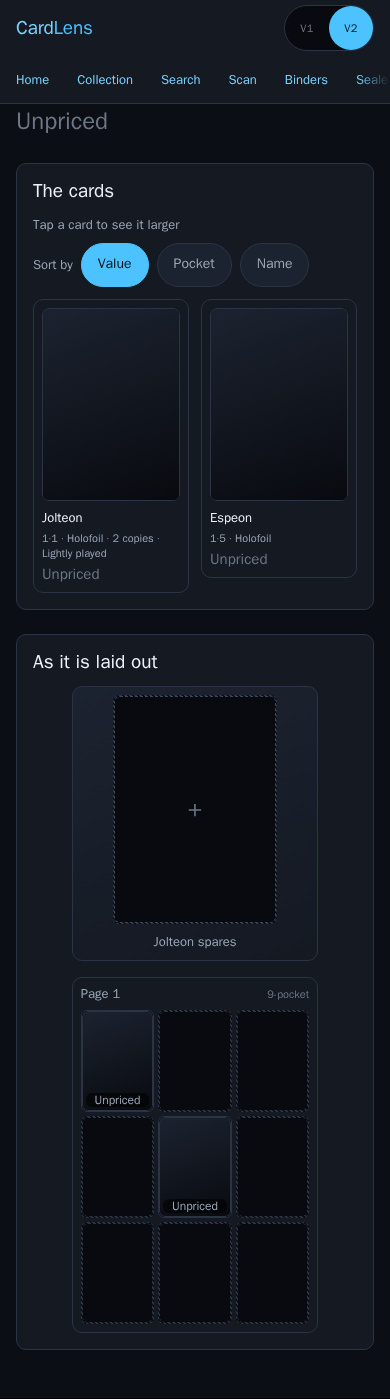 CardLens
V1
V2
Home
Collection
Search
Scan
Binders
Seale
Unpriced
The cards
Tap a card to see it larger
Sort by
Value
Pocket
Name
Jolteon
1·1 · Holofoil · 2 copies ·
Lightly played
Unpriced
Espeon
1·5 · Holofoil
Unpriced
As it is laid out
+
Jolteon spares
Page 1
9-pocket
Unpriced
Unpriced